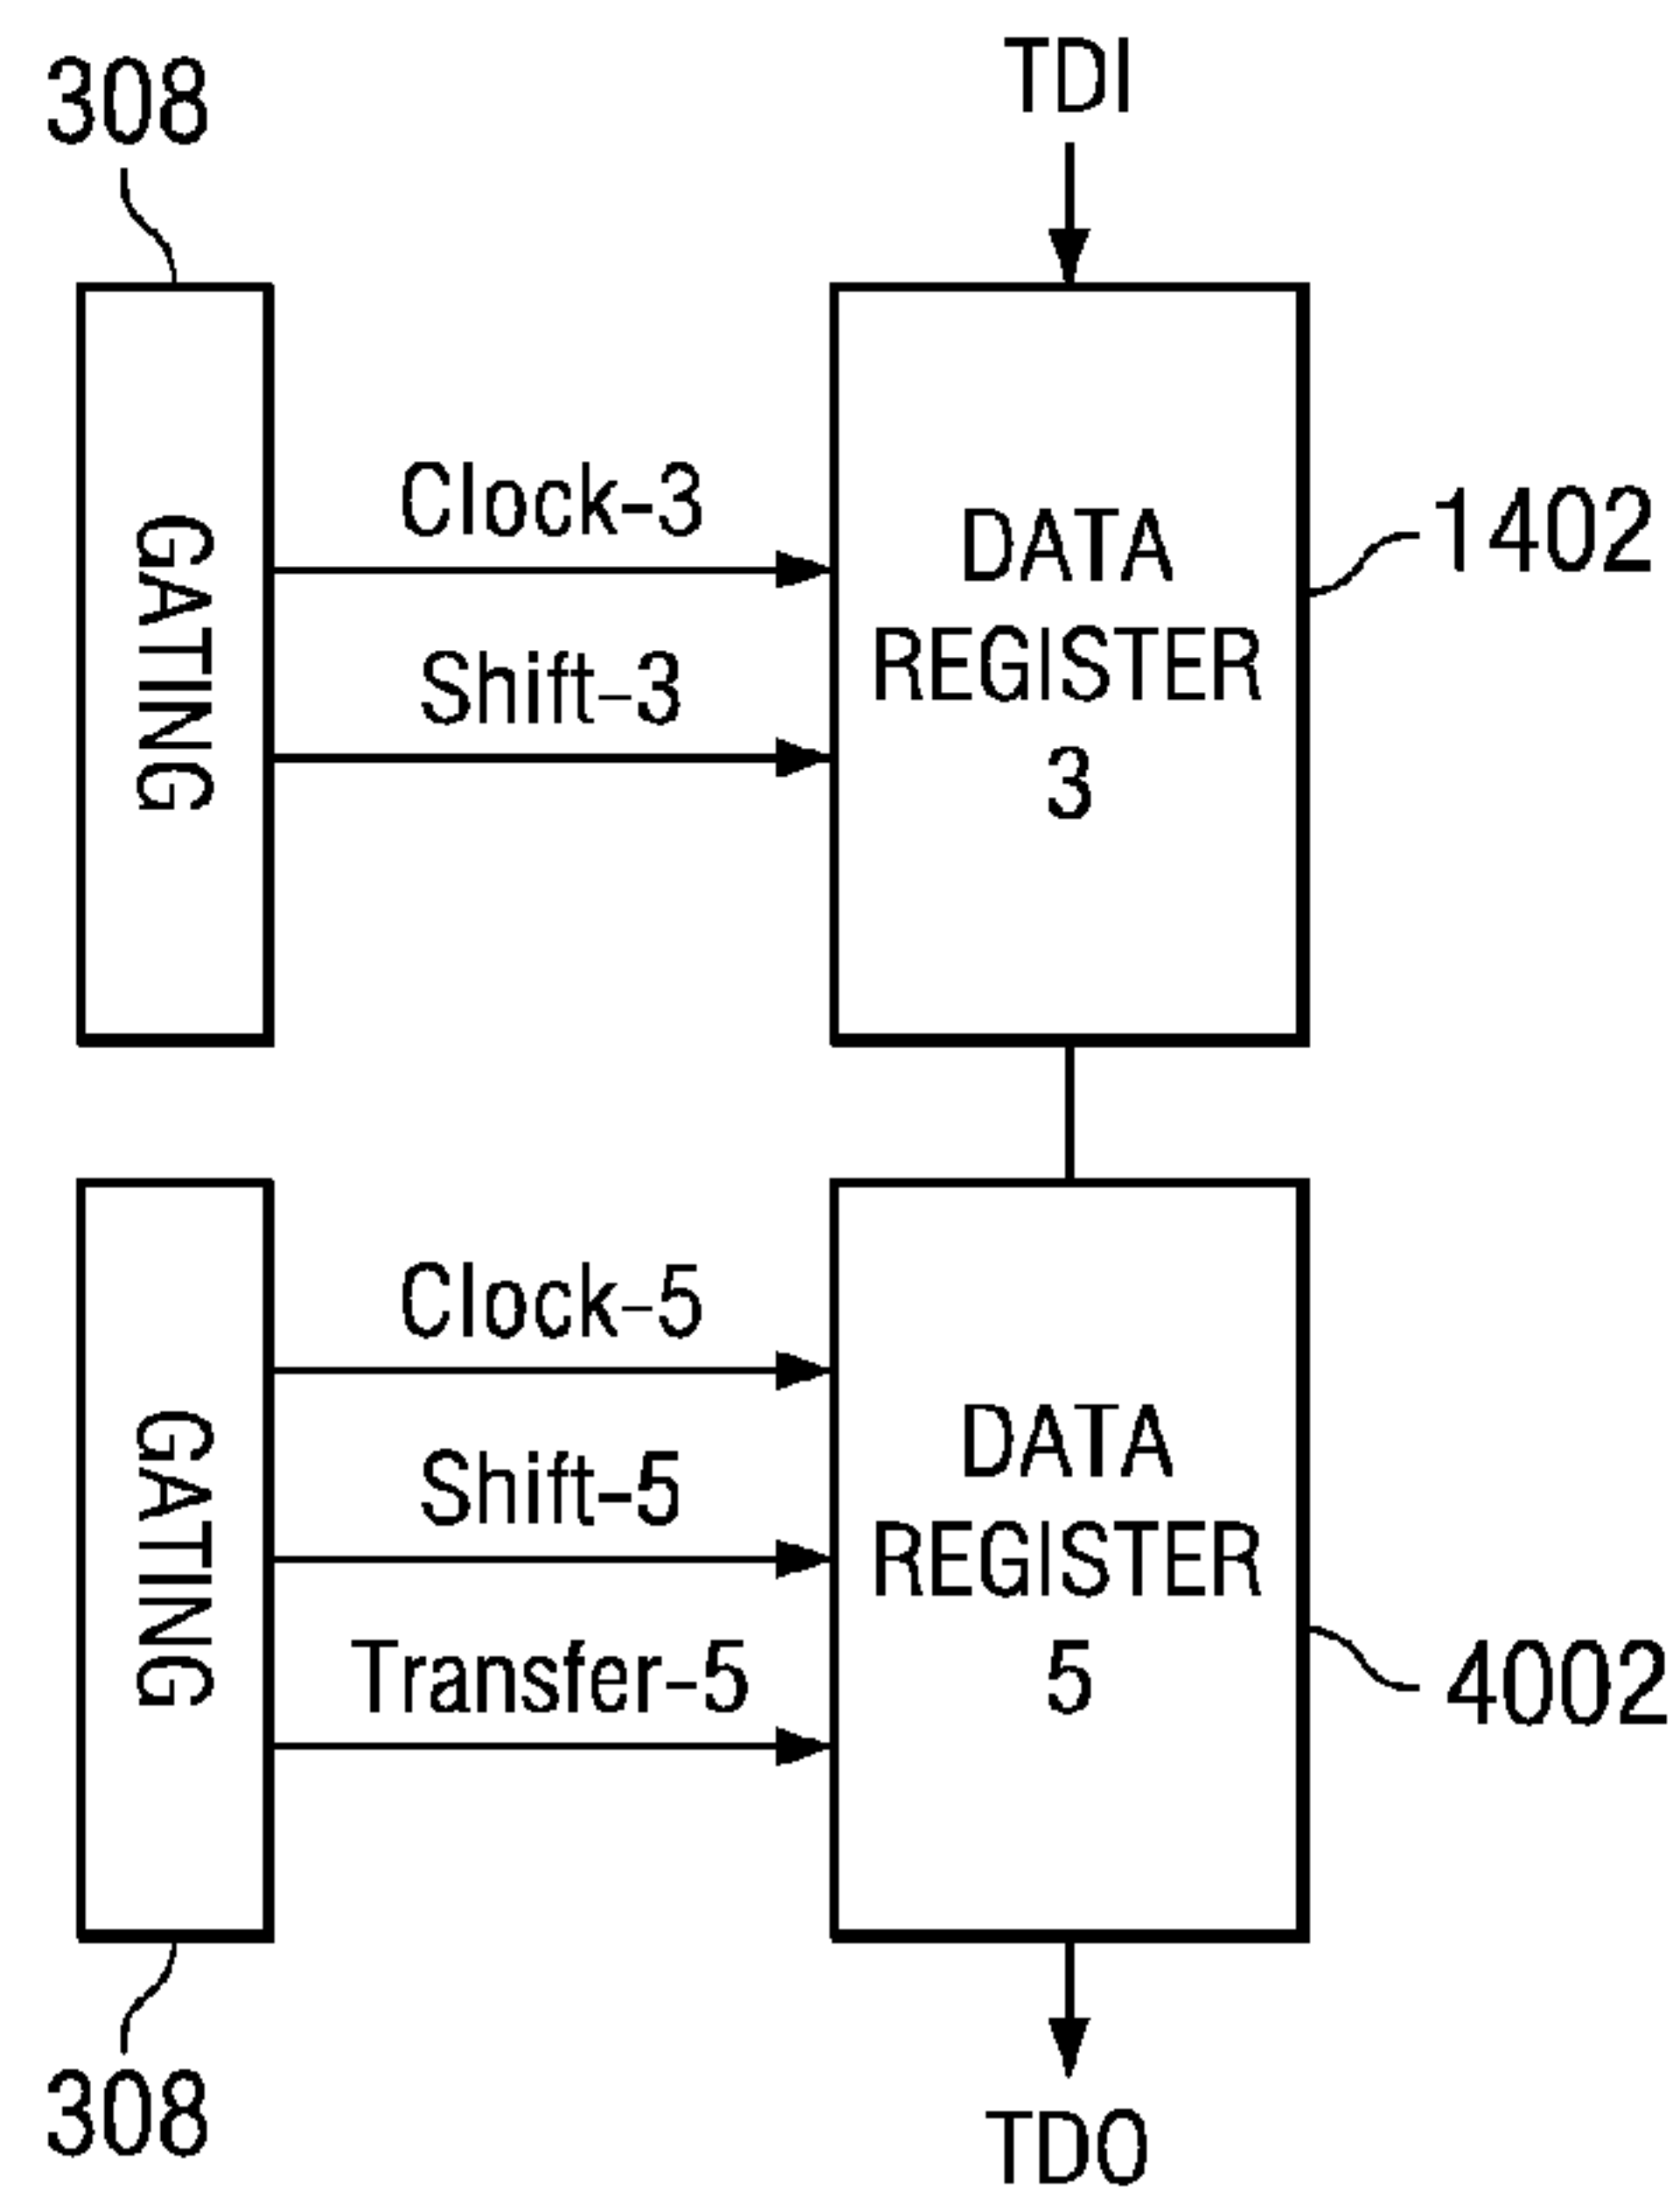 308
TDI
GATING
Clock-3
Shift-3
DATA
REGISTER
3
1402
GATING
Clock-5
Shift-5
Transfer-5
DATA
REGISTER
5
4002
308
TDO